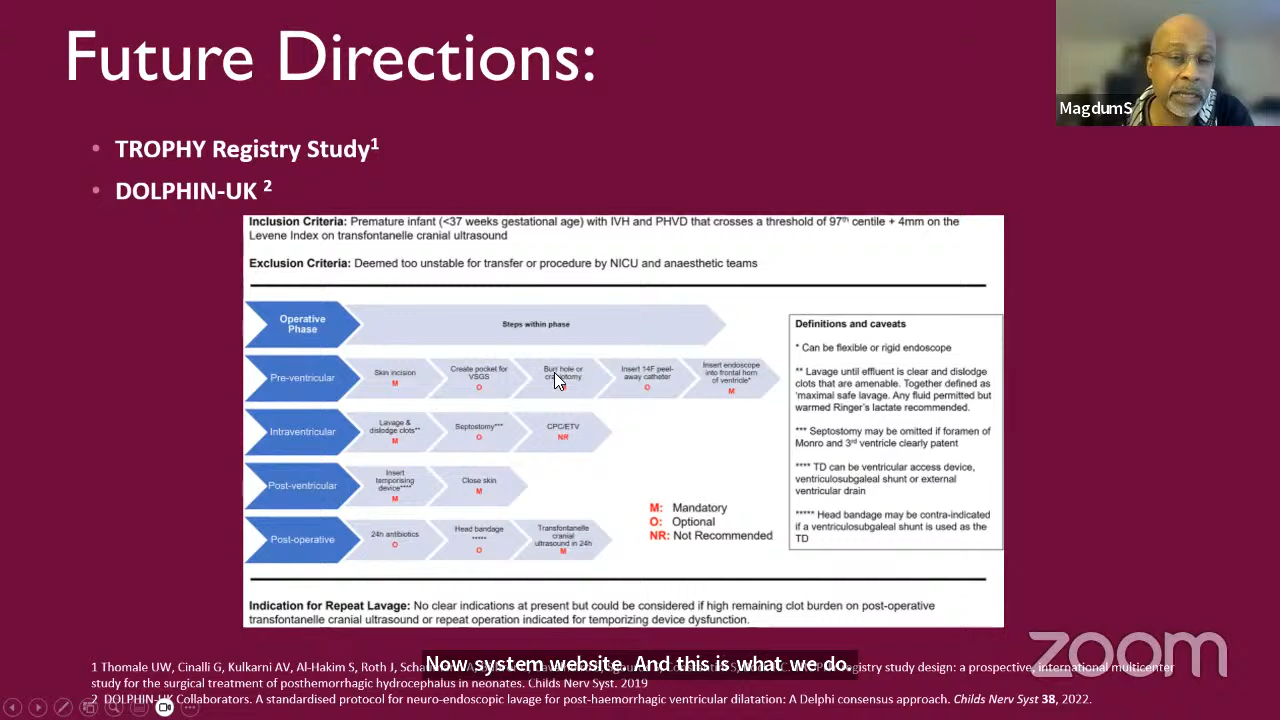 Future Directions:
MagdumS
• TROPHY Registry Study1
• DOLPHIN-UK 2
Inclusion Criteria: Premature infant (<37 weeks gestational age) with IVH and PHVD that crosses a threshold of 97th centile + 4mm on the
Levene Index on transfontanelle cranial ultrasound
Exclusion Criteria: Deemed too unstable for transfer or procedure by NICU and anaesthetic teams
Operative
Phase
Steps within phase
Pre-ventricular
Skin incision
M
Create pocket for
VSGS
O
Burr hole or
craniotomy
Insert 14F peel-
away catheter
O
Insert endoscope
into frontal horn
of ventricle*
M
Intraventricular
Lavage &
dislodge clots**
M
Septostomy***
O
CPC/ETV
NR
Post-ventricular
Insert
temporising
device****
M
Close skin
M
Post-operative
24h antibiotics
O
Head bandage
*****
O
Transfontanelle
cranial
ultrasound in 24h
M
M: Mandatory
O: Optional
NR: Not Recommended
Definitions and caveats
* Can be flexible or rigid endoscope
** Lavage until effluent is clear and dislodge
clots that are amenable. Together defined as
'maximal safe lavage. Any fluid permitted but
warmed Ringer's lactate recommended.
*** Septostomy may be omitted if foramen of
Monro and 3rd ventricle clearly patent
**** TD can be ventricular access device,
ventriculosubgaleal shunt or external
ventricular drain
***** Head bandage may be contra-indicated
if a ventriculosubgaleal shunt is used as the
TD
Indication for Repeat Lavage: No clear indications at present but could be considered if high remaining clot burden on post-operative
transfontanelle cranial ultrasound or repeat operation indicated for temporizing device dysfunction.
zoom
Now system website. And this is what we do.
1 Thomale UW, Cinalli G, Kulkarni AV, Al-Hakim S, Roth J, registry study design: a prospective, international multicenter
study for the surgical treatment of posthemorrhagic hydrocephalus in neonates. Childs Nerv Syst. 2019
2 DOLPHIN-UK Collaborators. A standardised protocol for neuro-endoscopic lavage for post-haemorrhagic ventricular dilatation: A Delphi consensus approach. Childs Nerv Syst 38, 2022.